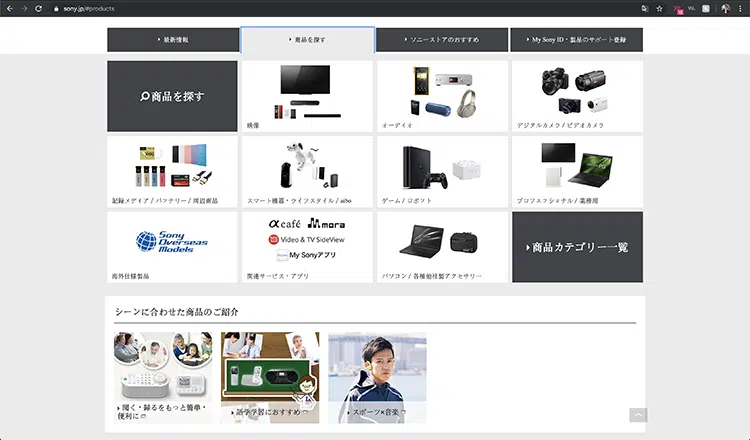 sony.jp/#products
最新情報
商品を探す
ソニーストアのおすすめ
My Sony ID・製品のサポート登録
商品を探す
映像
オーディオ
デジタルカメラ / ビデオカメラ
記録メディア / バッテリー / 周辺商品
スマート機器・ライフスタイル / aibo
ゲーム / ロボット
プロフェッショナル / 業務用
Sony
Overseas
Models
海外仕様製品
αcafé
mora
Video & TV SideView
My Sonyアプリ
関連サービス・アプリ
パソコン / 各種他社製アクセサリー
商品カテゴリー一覧
シーンに合わせた商品のご紹介
聞く・録るをもっと簡単・
便利に
語学学習におすすめ
スポーツ×音楽